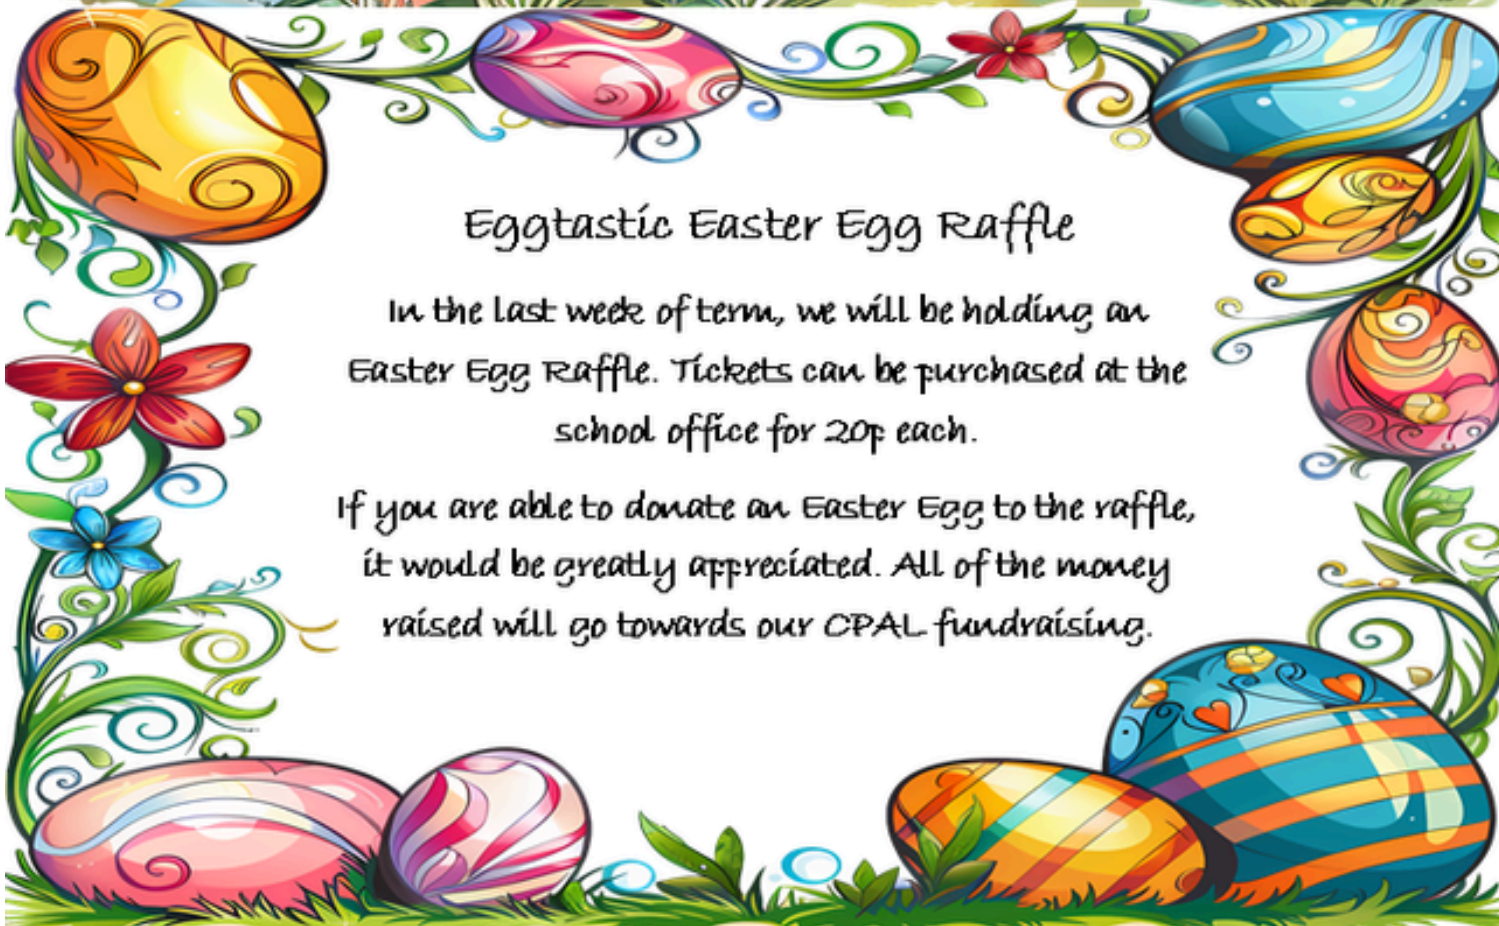 Eggtastic Easter Egg Raffle
In the last week of term, we will be holding an
Easter Egg Raffle. Tickets can be purchased at the
school office for 20p each.
If you are able to donate an Easter Egg to the raffle,
it would be greatly appreciated. All of the money
raised will go towards our CPAL fundraising.